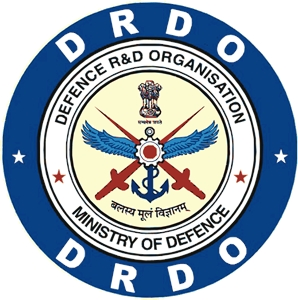 DRDO
DEFENCE R&D ORGANISATION
सत्यमेव जयते
बलस्य मूलं विज्ञानम्
MINISTRY OF DEFENCE
DRDO